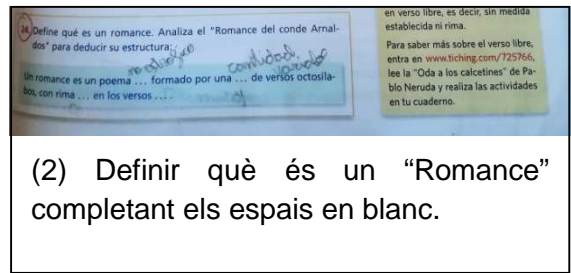 24. Define qué es un romance. Analiza el "Romance del conde Arnal-
dos" para deducir su estructura:
Un romance es un poema ... formado por una ... de versos octosíla-
bos, con rima ... en los versos ....
en verso libre, es decir, sin medida
establecida ni rima.
Para saber más sobre el verso libre,
entra en www.tiching.com/725766,
lee la "Oda a los calcetines" de Pa-
blo Neruda y realiza las actividades
en tu cuaderno.
(2) Definir què és un “Romance”
completant els espais en blanc.